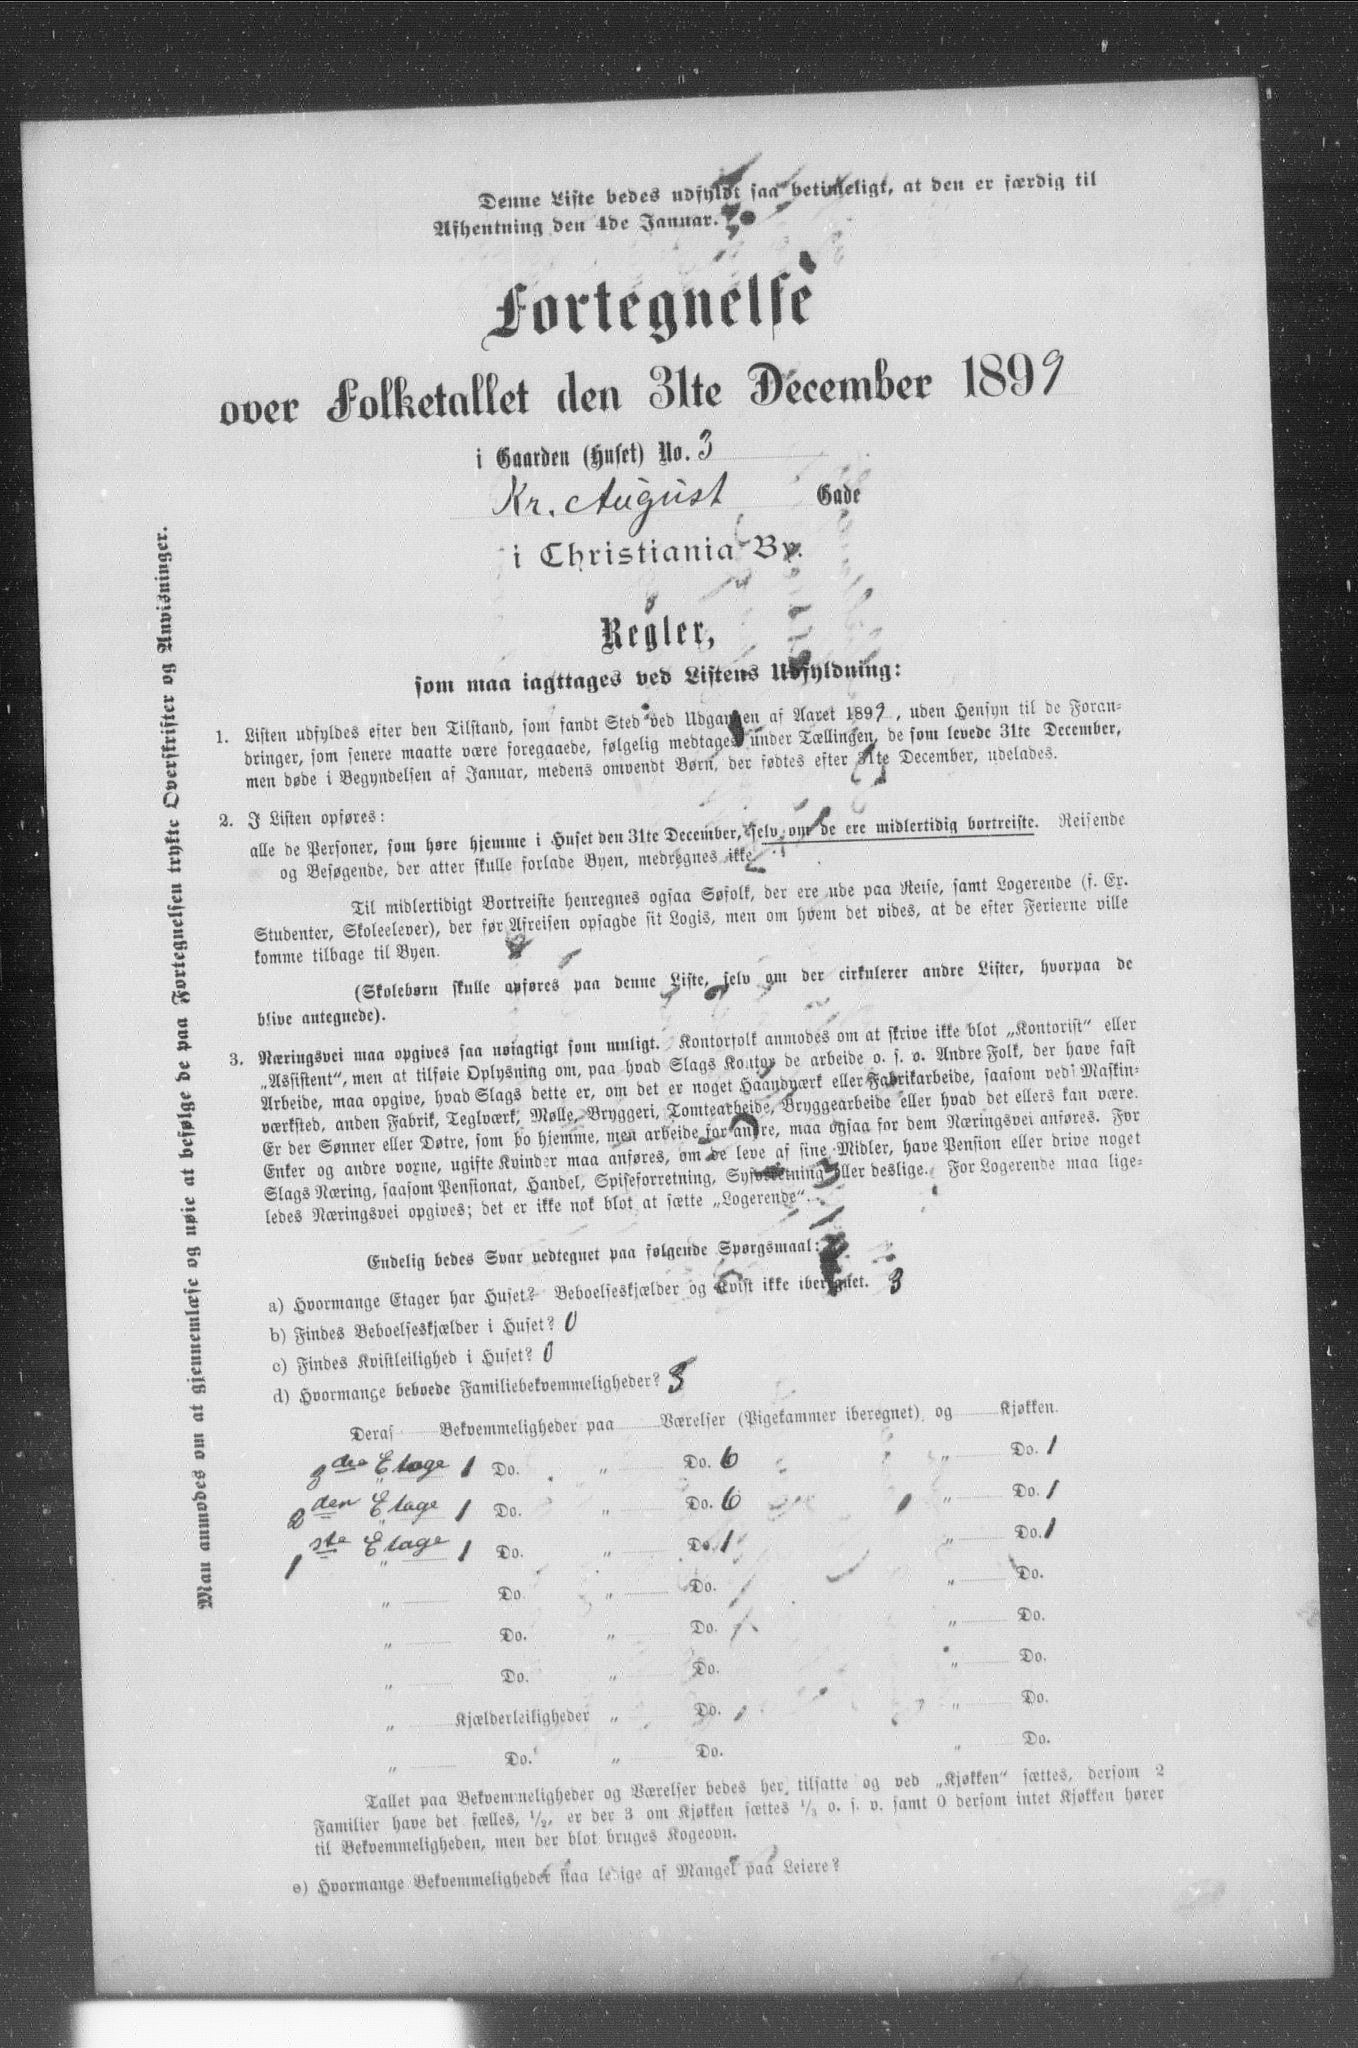 Denne Liste bedes udfyldt saa betimeligt, at den er færdig til
Afhentning den 4de Januar.
Fortegnelse
over Folketallet den 31te December 1899
i Gaarden (Huset) No. 3
Kr. August Gade
i Christiania By.
Regler,
som maa iagttages ved Listens Udfyldning:
1. Listen udfyldes efter den Tilstand, som fandt Sted ved Udgangen af Aaret 1899, uden Hensyn til de Foran-
dringer, som senere maatte være foregaaede, følgelig medtages under Tællingen, de som levede 31te December,
men døde i Begyndelsen af Januar, medens omvendt Børn, der fødtes efter 31te December, udelades.
2. I Listen opføres:
alle de Personer, som høre hjemme i Huset den 31te December, selv om de ere midlertidig bortreiste. Reisende
og Besøgende, der atter skulle forlade Byen, medregnes ikke.
Til midlertidigt Bortreiste henregnes ogsaa Søfolk, der ere ude paa Reise, samt Logerende (f. Ex.
Studenter, Skoleelever), der før Afreisen opsagde sit Logis, men om hvem det vides, at de efter Ferierne ville
komme tilbage til Byen.
(Skolebørn skulle opføres paa denne Liste, selv om der cirkulerer andre Lister, hvorpaa de
blive antegnede).
3. Næringsvei maa opgives saa nøiagtigt som muligt. Kontorfolk anmodes om at skrive ikke blot „Kontorist“ eller
„Assistent“, men at tilføie Oplysning om, paa hvad Slags Kontor de arbeide o. s. v. Andre Folk, der have fast
Arbeide, maa opgive, hvad Slags dette er, om det er noget Haandværk eller Fabrikarbeide, saasom ved Maskin-
værksted, anden Fabrik, Teglværk, Mølle, Bryggeri, Tomtearbeide, Bryggearbeide eller hvad det ellers kan være.
Er der Sønner eller Døtre, som bo hjemme, men arbeide for andre, maa ogsaa for dem Næringsvei anføres. For
Enker og andre voxne, ugifte Kvinder maa anføres, om de leve af sine Midler, have Pension eller drive noget
Slags Næring, saasom Pensionat, Handel, Spiseforretning, Syforretning eller deslige. For Logerende maa lige-
ledes Næringsvei opgives; det er ikke nok blot at sætte „Logerende“.
Endelig bedes Svar vedtegnet paa følgende Spørgsmaal:
a) Hvormange Etager har Huset? Beboelseskjælder og Kvist ikke iberegnet. 3
b) Findes Beboelseskjælder i Huset? 0
c) Findes Kvistleilighed i Huset? 0
d) Hvormange beboede Familiebekvemmeligheder? 3
Deraf Bekvemmeligheder paa Værelser (Pigekammer iberegnet) og Kjøkken.
3die Etage 1 Do. „ Do. 6 „ Do. 1
2den Etage 1 Do. „ Do. 6 „ Do. 1
1ste Etage 1 Do. „ Do. 1 „ Do. 1
„ Do. „ Do. „ Do.
„ Do. „ Do. „ Do.
„ Do. „ Do. „ Do.
„ Kjælderleiligheder „ Do. „ Do.
„ Do. „ Do. „ Do.
Tallet paa Bekvemmeligheder og Værelser bedes her tilsatte og ved „Kjøkken“ sættes, dersom 2
Familier have det fælles, 1/2, er der 3 om Kjøkken sættes 1/3 o. s. v. samt 0 dersom intet Kjøkken hører
til Bekvemmeligheden, men der blot bruges Kogeovn.
e) Hvormange Bekvemmeligheder staa ledige af Mangel paa Leiere?
Man anmodes om at gjennemlæse og nøie at befølge de paa Fortegnelsen trykte Overskrifter og Anvisninger.